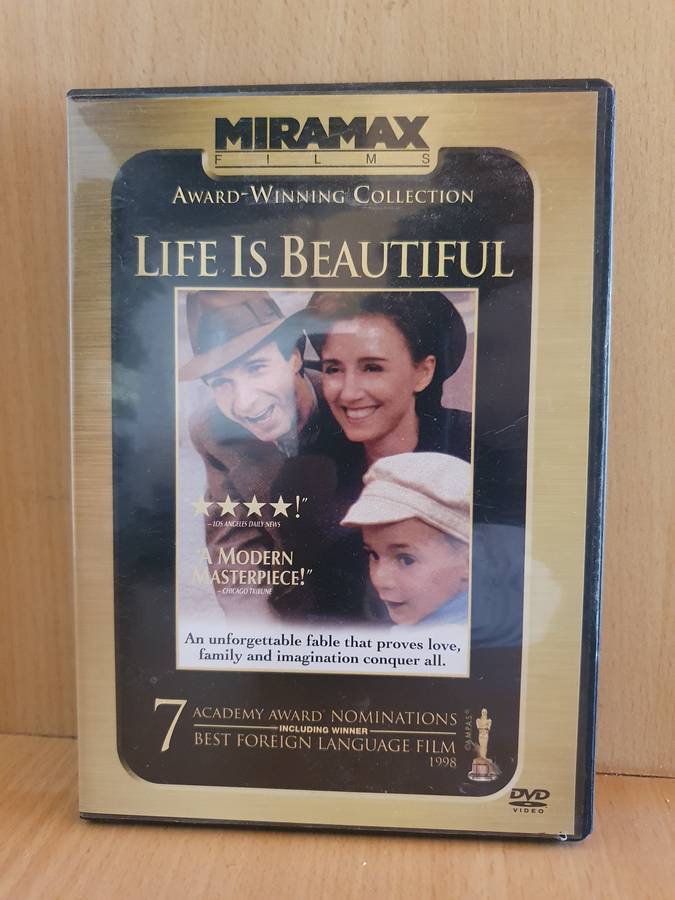 MIRAMAX
FILMS
AWARD-WINNING COLLECTION
LIFE IS BEAUTIFUL
★★★★!”
– LOS ANGELES DAILY NEWS
“A MODERN
MASTERPIECE!”
– CHICAGO TRIBUNE
An unforgettable fable that proves love,
family and imagination conquer all.
7 ACADEMY AWARD® NOMINATIONS
INCLUDING WINNER
BEST FOREIGN LANGUAGE FILM
1998
©AMPAS®
DVD
VIDEO